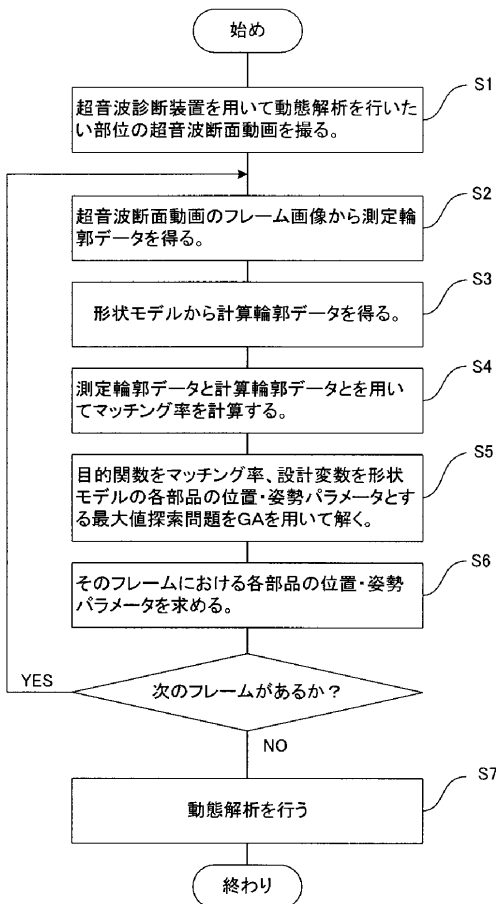 始め
S1
超音波診断装置を用いて動態解析を行いた
い部位の超音波断面動画を撮る。
S2
超音波断面動画のフレーム画像から測定輪
郭データを得る。
S3
形状モデルから計算輪郭データを得る。
S4
測定輪郭データと計算輪郭データとを用い
てマッチング率を計算する。
S5
目的関数をマッチング率、設計変数を形状
モデルの各部品の位置・姿勢パラメータとす
る最大値探索問題をGAを用いて解く。
S6
そのフレームにおける各部品の位置・姿勢
パラメータを求める。
YES
次のフレームがあるか？
NO
S7
動態解析を行う
終わり